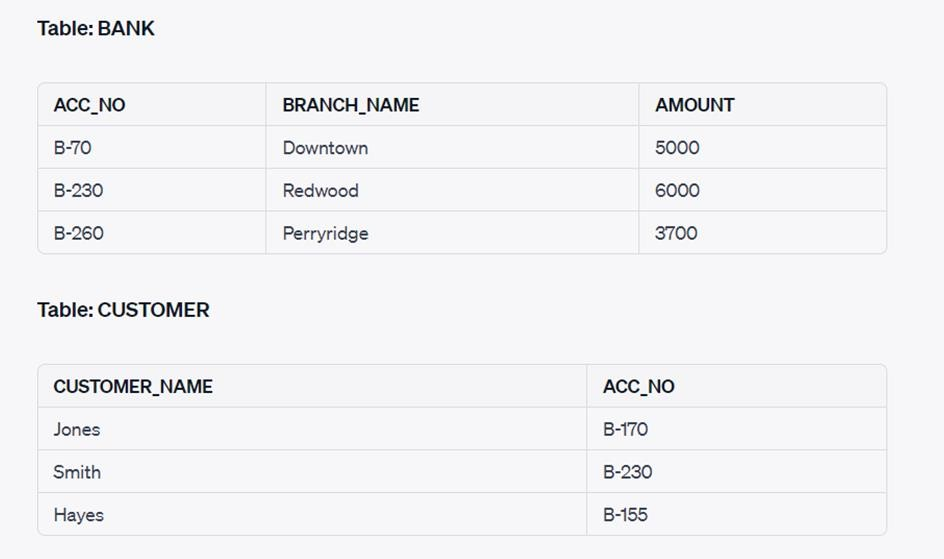 Table: BANK
ACC_NO BRANCH_NAME AMOUNT
B-70 Downtown 5000
B-230 Redwood 6000
B-260 Perryridge 3700
Table: CUSTOMER
CUSTOMER_NAME ACC_NO
Jones B-170
Smith B-230
Hayes B-155